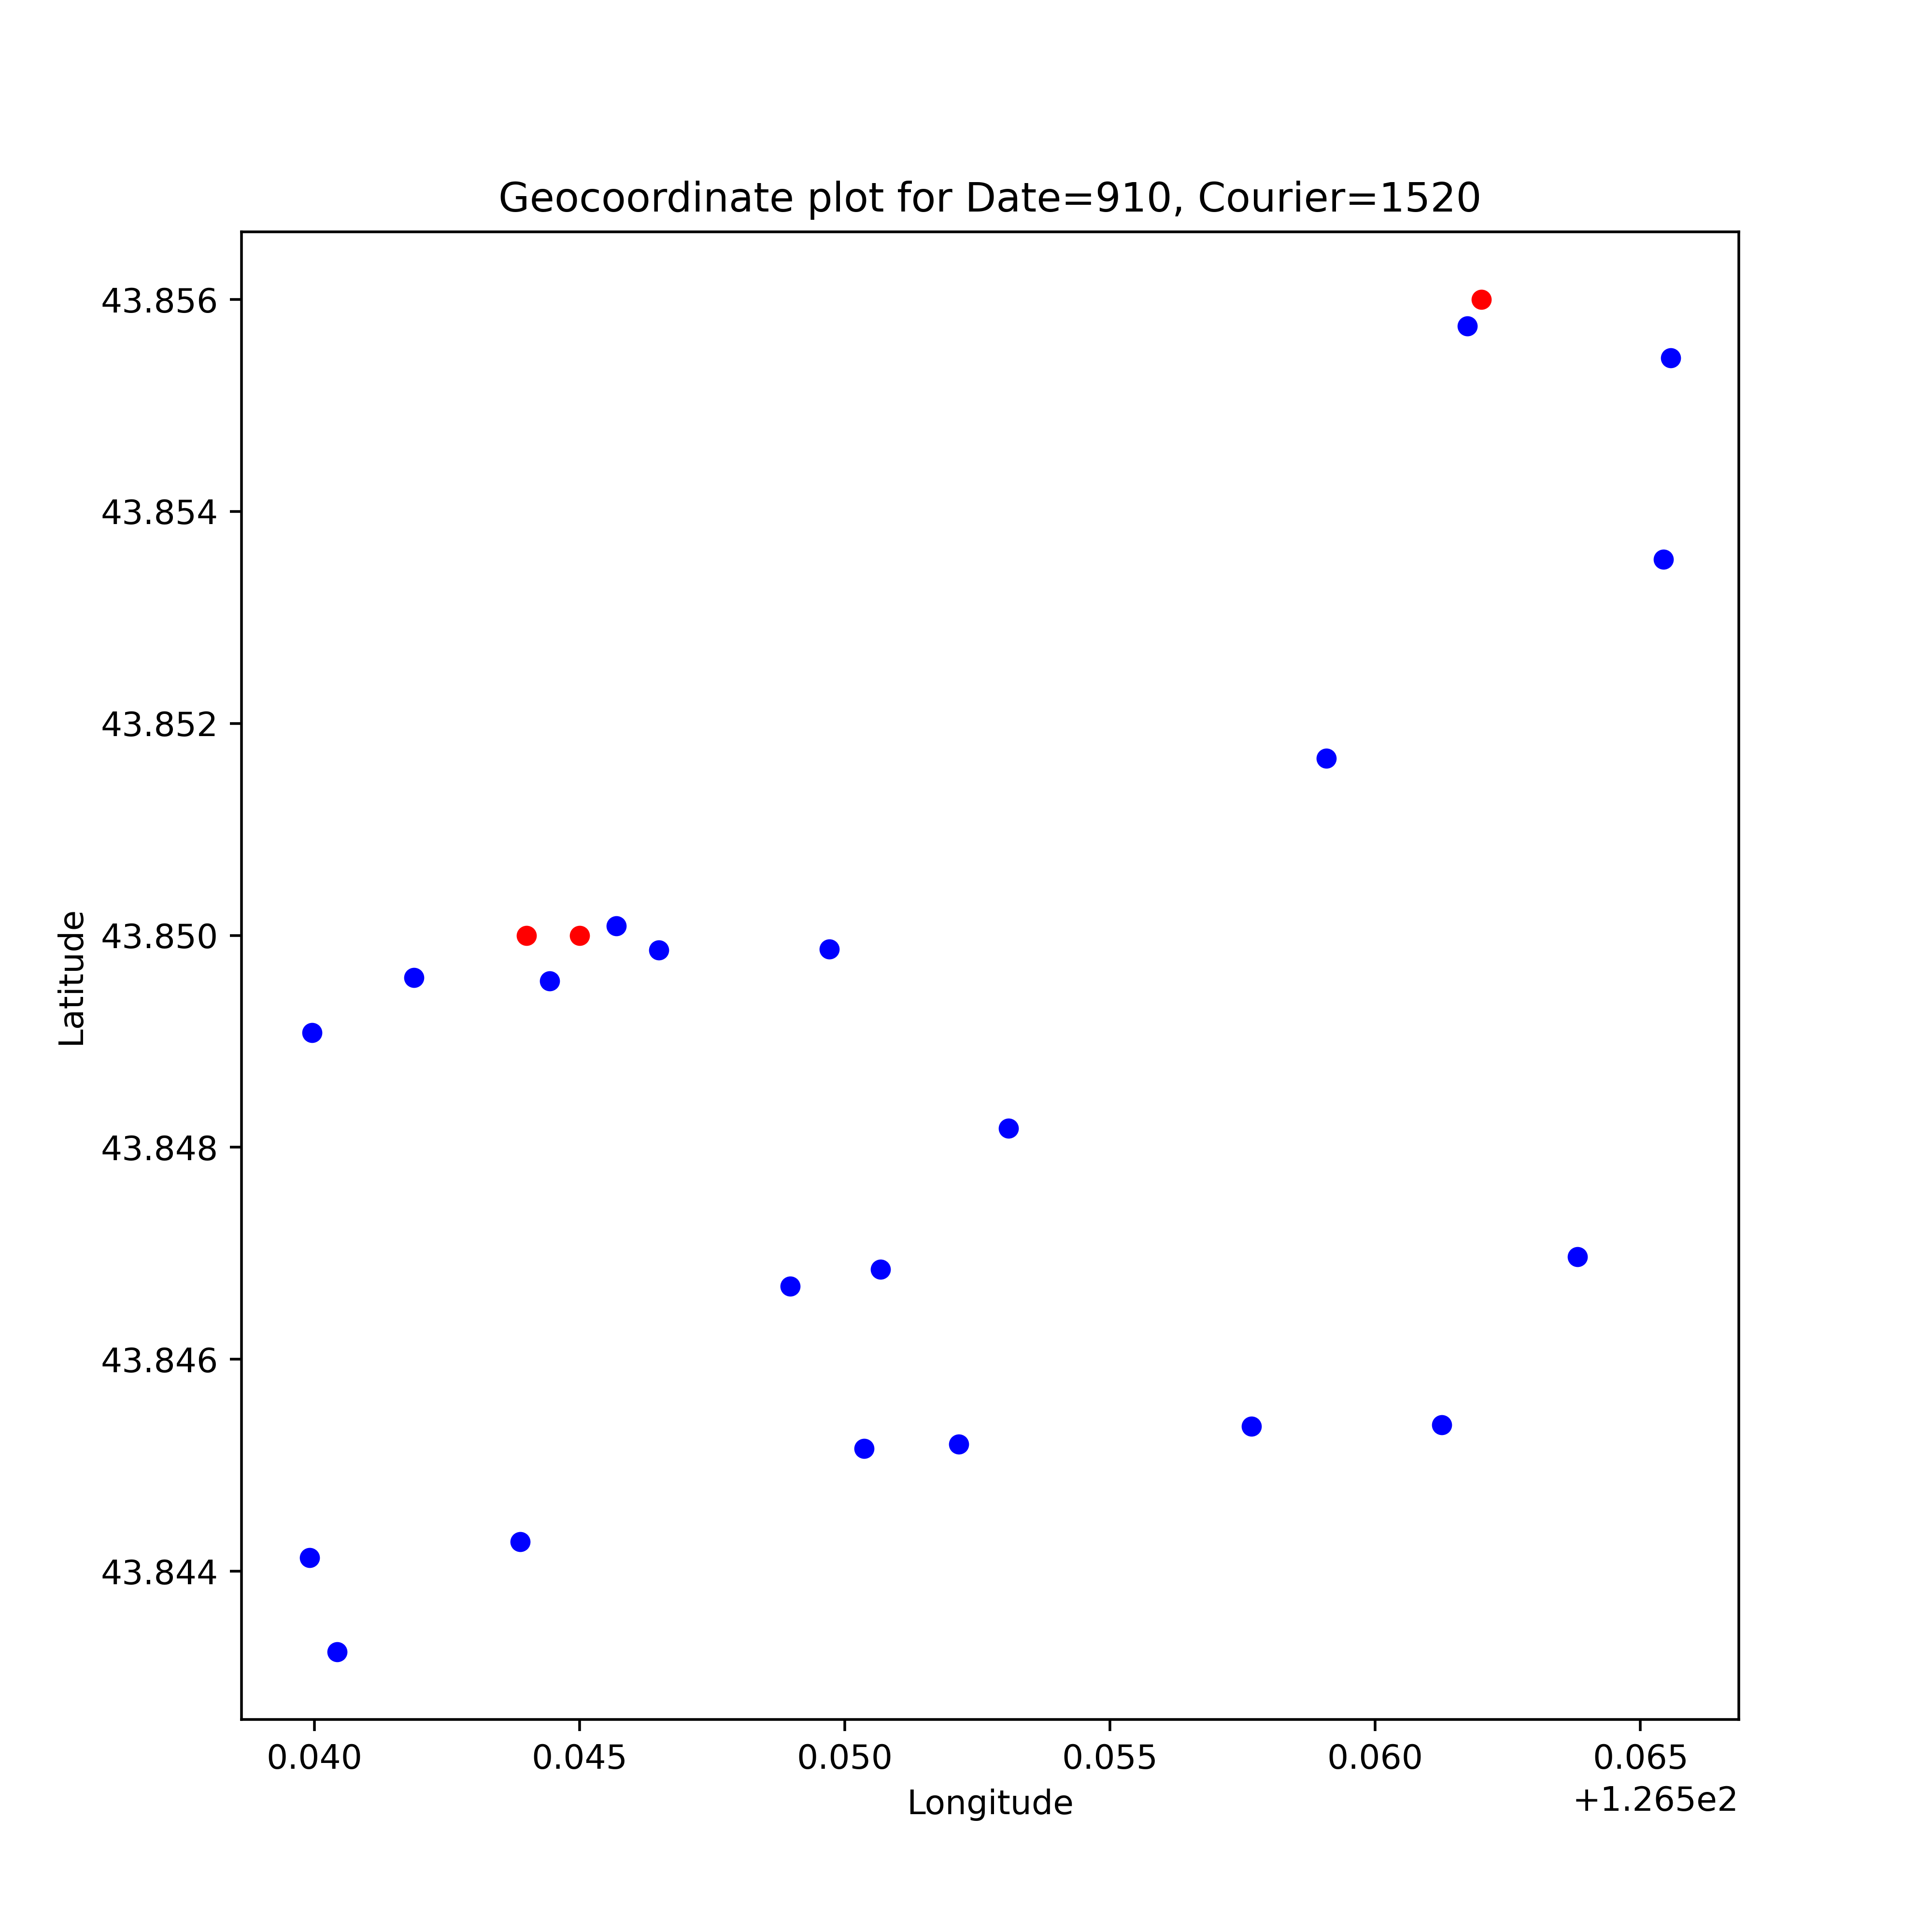 Geocoordinate plot for Date=910, Courier=1520
43.856
43.854
43.852
43.850
43.848
43.846
43.844
Latitude
0.040 0.045 0.050 0.055 0.060 0.065
+1.265e2
Longitude